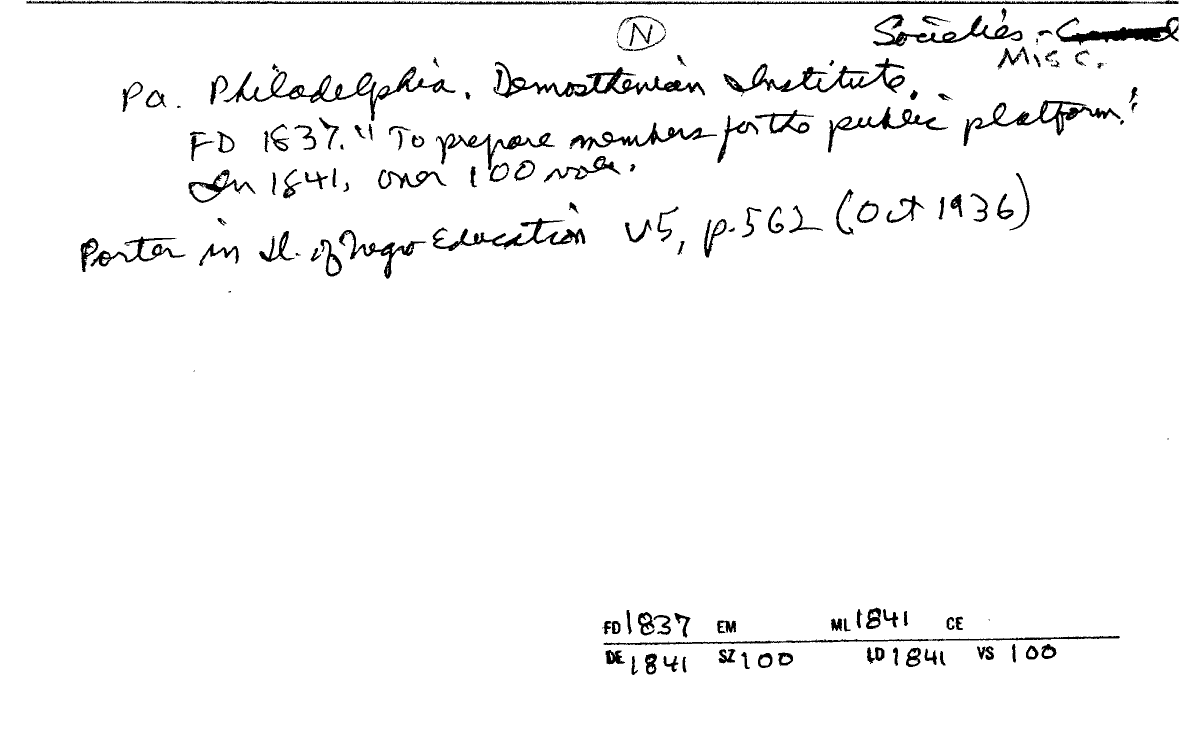 N
Societies - General
Misc.
Pa. Philadelphia. Demosthenian Institute.
FD 1837. "To prepare members for the public platform."
In 1841, over 100 vols.
Porter in Jl. of Negro Education v5, p.562 (Oct 1936)
FD 1837 EM ML 1841 CE
DE 1841 SZ 100 LD 1841 VS 100